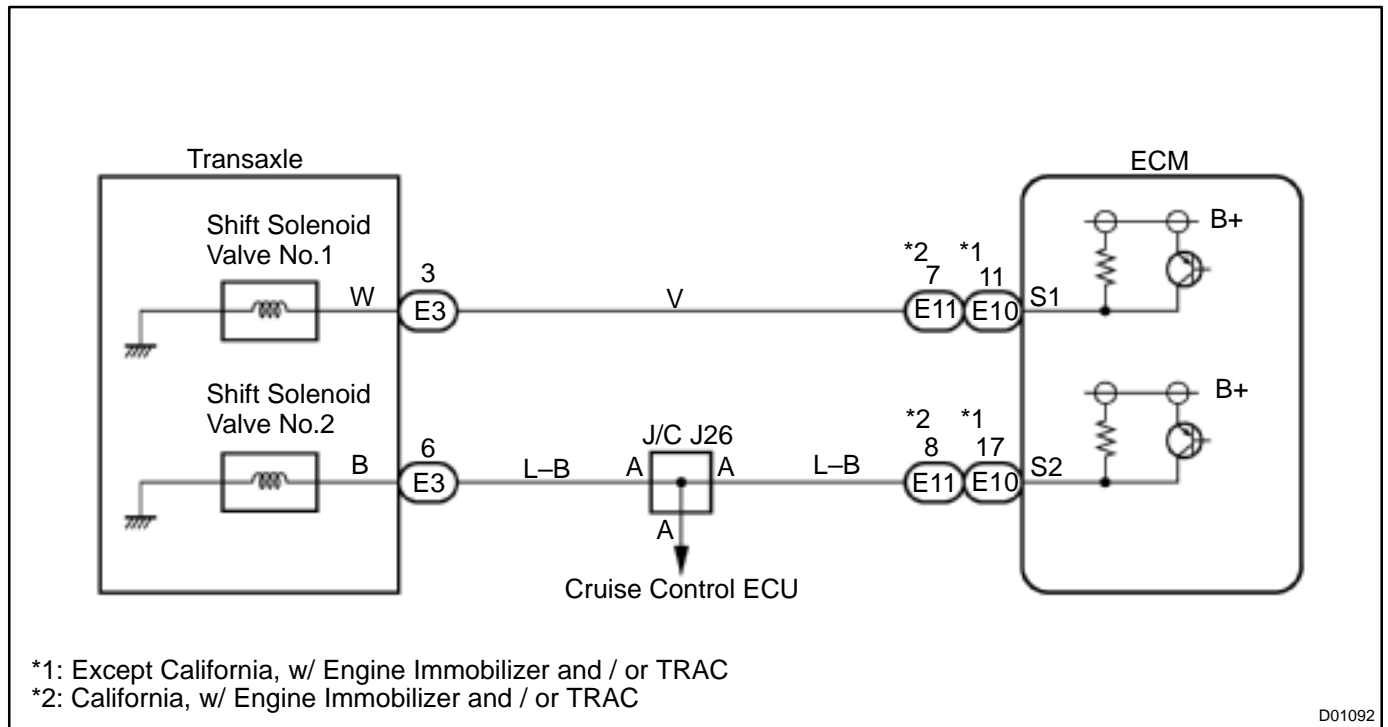 Transaxle
ECM
Shift Solenoid
Valve No.1
B+
*2 *1
3
7 11
W
E3
V
E11 E10
S1
Shift Solenoid
Valve No.2
B+
*2 *1
J/C J26
6
8 17
B
E3
L–B
A A
L–B
E11 E10
S2
A
Cruise Control ECU
*1: Except California, w/ Engine Immobilizer and / or TRAC
*2: California, w/ Engine Immobilizer and / or TRAC
D01092